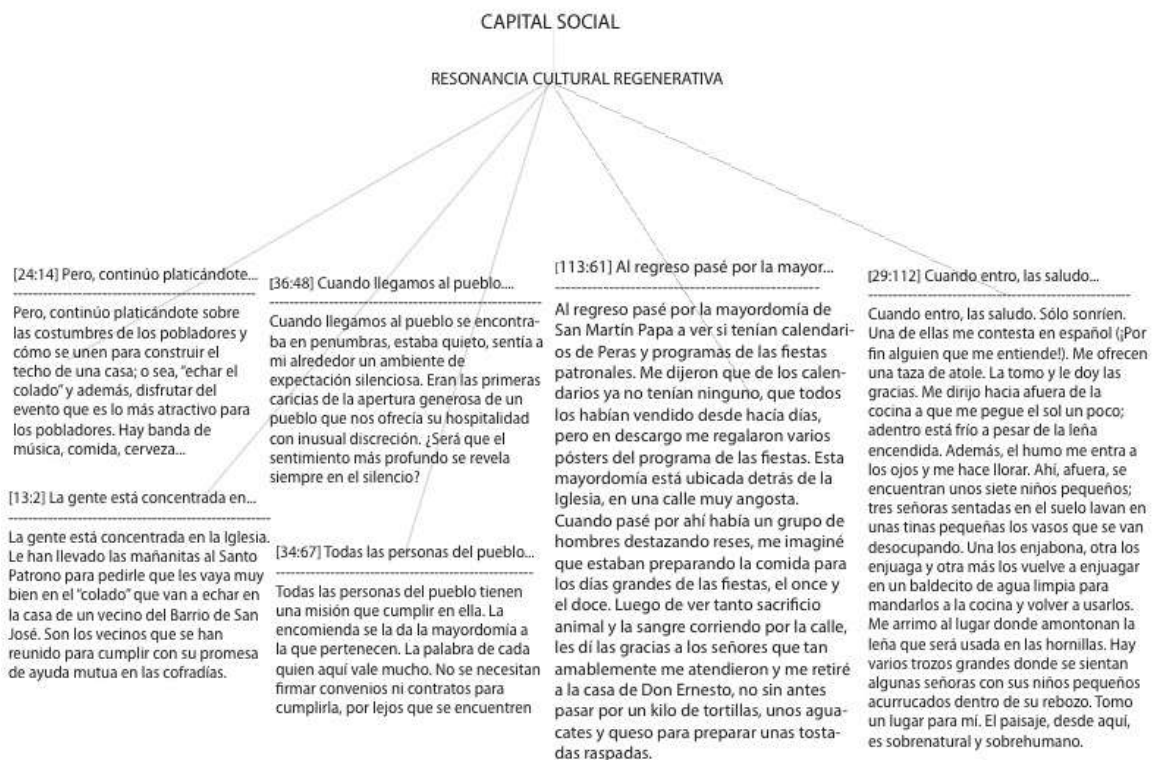 CAPITAL SOCIAL
RESONANCIA CULTURAL REGENERATIVA
[24:14] Pero, continúo platicándote...
Pero, continúo platicándote sobre
las costumbres de los pobladores y
cómo se unen para construir el
techo de una casa; o sea, “echar el
colado” y además, disfrutar del
evento que es lo más atractivo para
los pobladores. Hay banda de
música, comida, cerveza...
[13:2] La gente está concentrada en...
La gente está concentrada en la Iglesia.
Le han llevado las mañanitas al Santo
Patrono para pedirle que les vaya muy
bien en el “colado” que van a echar en
la casa de un vecino del Barrio de San
José. Son los vecinos que se han
reunido para cumplir con su promesa
de ayuda mutua en las cofradías.
[36:48] Cuando llegamos al pueblo....
Cuando llegamos al pueblo se encontra-
ba en penumbras, estaba quieto, sentía a
mi alrededor un ambiente de
expectación silenciosa. Eran las primeras
caricias de la apertura generosa de un
pueblo que nos ofrecía su hospitalidad
con inusual discreción. ¿Será que el
sentimiento más profundo se revela
siempre en el silencio?
[34:67] Todas las personas del pueblo...
Todas las personas del pueblo tienen
una misión que cumplir en ella. La
encomienda se la da la mayordomía a
la que pertenecen. La palabra de cada
quien aquí vale mucho. No se necesitan
firmar convenios ni contratos para
cumplirla, por lejos que se encuentren
[113:61] Al regreso pasé por la mayor...
Al regreso pasé por la mayordomía de
San Martín Papa a ver si tenían calendari-
os de Peras y programas de las fiestas
patronales. Me dijeron que de los calen-
darios ya no tenían ninguno, que todos
los habían vendido desde hacía días,
pero en descargo me regalaron varios
pósters del programa de las fiestas. Esta
mayordomía está ubicada detrás de la
Iglesia, en una calle muy angosta.
Cuando pasé por ahí había un grupo de
hombres destazando reses, me imaginé
que estaban preparando la comida para
los días grandes de las fiestas, el once y
el doce. Luego de ver tanto sacrificio
animal y la sangre corriendo por la calle,
les dí las gracias a los señores que tan
amablemente me atendieron y me retiré
a la casa de Don Ernesto, no sin antes
pasar por un kilo de tortillas, unos agua-
cates y queso para preparar unas tosta-
das raspadas.
[29:112] Cuando entro, las saludo...
Cuando entro, las saludo. Sólo sonríen.
Una de ellas me contesta en español (¡Por
fin alguien que me entiende!). Me ofrecen
una taza de atole. La tomo y le doy las
gracias. Me dirijo hacia afuera de la
cocina a que me pegue el sol un poco;
adentro está frío a pesar de la leña
encendida. Además, el humo me entra a
los ojos y me hace llorar. Ahí, afuera, se
encuentran unos siete niños pequeños;
tres señoras sentadas en el suelo lavan en
unas tinas pequeñas los vasos que se van
desocupando. Una los enjabona, otra los
enjuaga y otra más los vuelve a enjuagar
en un baldecito de agua limpia para
mandarlos a la cocina y volver a usarlos.
Me arrimo al lugar donde amontonan la
leña que será usada en las hornillas. Hay
varios trozos grandes donde se sientan
algunas señoras con sus niños pequeños
acurrucados dentro de su rebozo. Tomo
un lugar para mí. El paisaje, desde aquí,
es sobrenatural y sobrehumano.